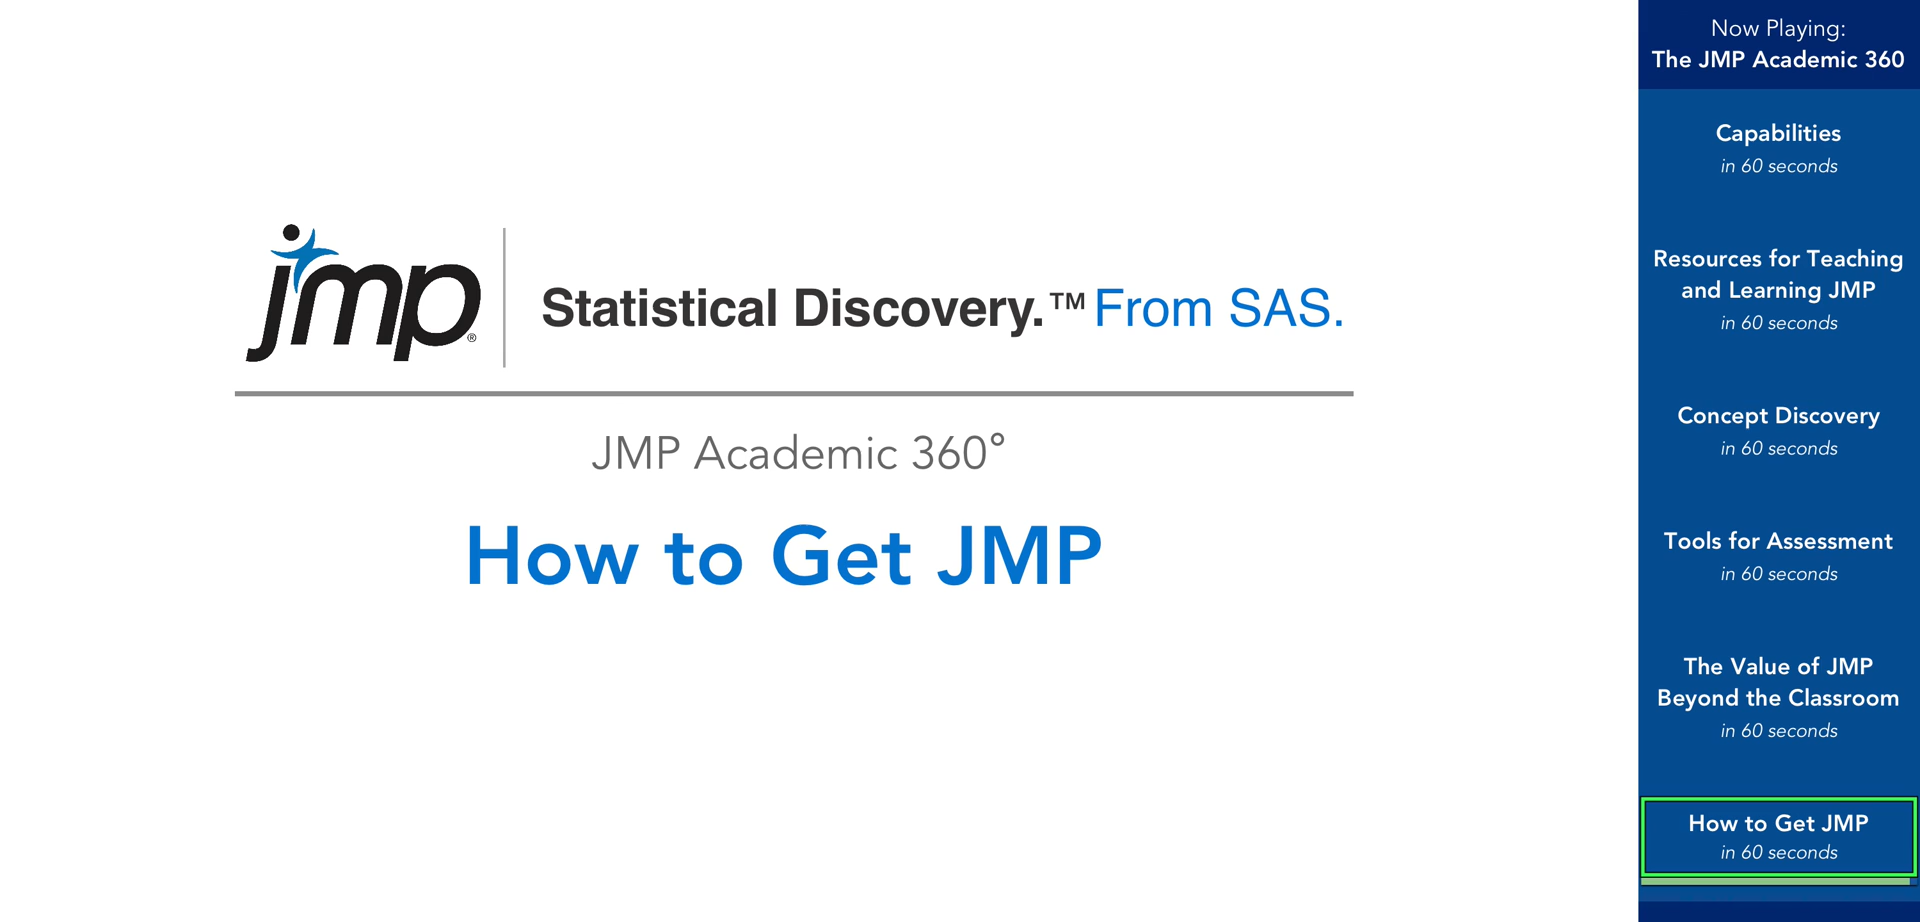 jmp®
Statistical Discovery.™ From SAS.
JMP Academic 360°
How to Get JMP
Now Playing:
The JMP Academic 360
Capabilities
in 60 seconds
Resources for Teaching
and Learning JMP
in 60 seconds
Concept Discovery
in 60 seconds
Tools for Assessment
in 60 seconds
The Value of JMP
Beyond the Classroom
in 60 seconds
How to Get JMP
in 60 seconds